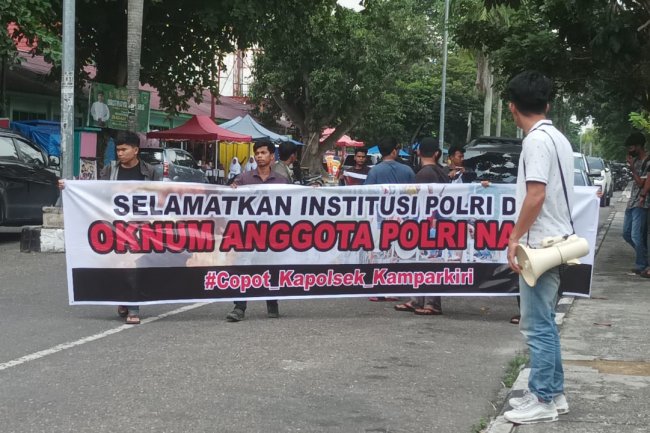 SELAMATKAN INSTITUSI POLRI D
OKNUM ANGGOTA POLRI NA
#Copot_Kapolsek_Kamparkiri